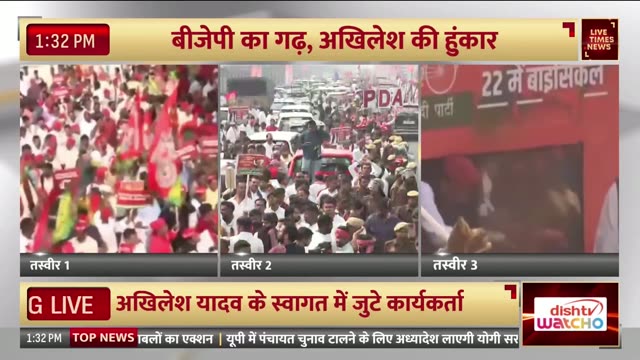 1:32 PM
बीजेपी का गढ़, अखिलेश की हुंकार
LIVE
TIMES
NEWS
PDA
22 में बाइसिकल
दी पार्टी
तस्वीर 1
तस्वीर 2
तस्वीर 3
G LIVE
अखिलेश यादव के स्वागत में जुटे कार्यकर्ता
dishtv
WATCHO
1:32 PM
TOP NEWS
बलों का एक्शन | यूपी में पंचायत चुनाव टालने के लिए अध्यादेश लाएगी योगी सर